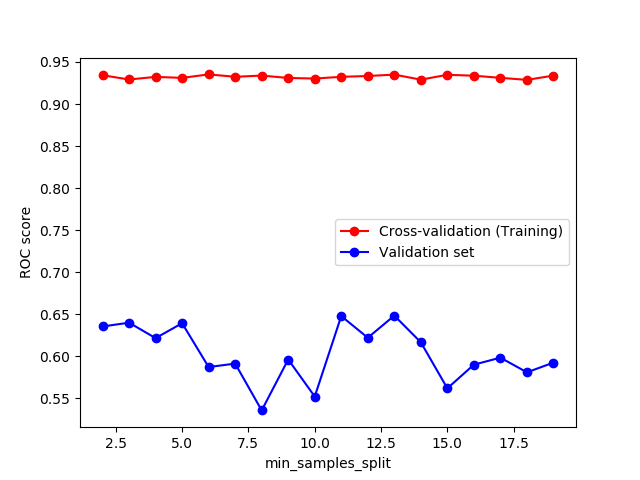 0.95
0.90
0.85
0.80
0.75
0.70
0.65
0.60
0.55
ROC score
Cross-validation (Training)
Validation set
2.5 5.0 7.5 10.0 12.5 15.0 17.5
min_samples_split